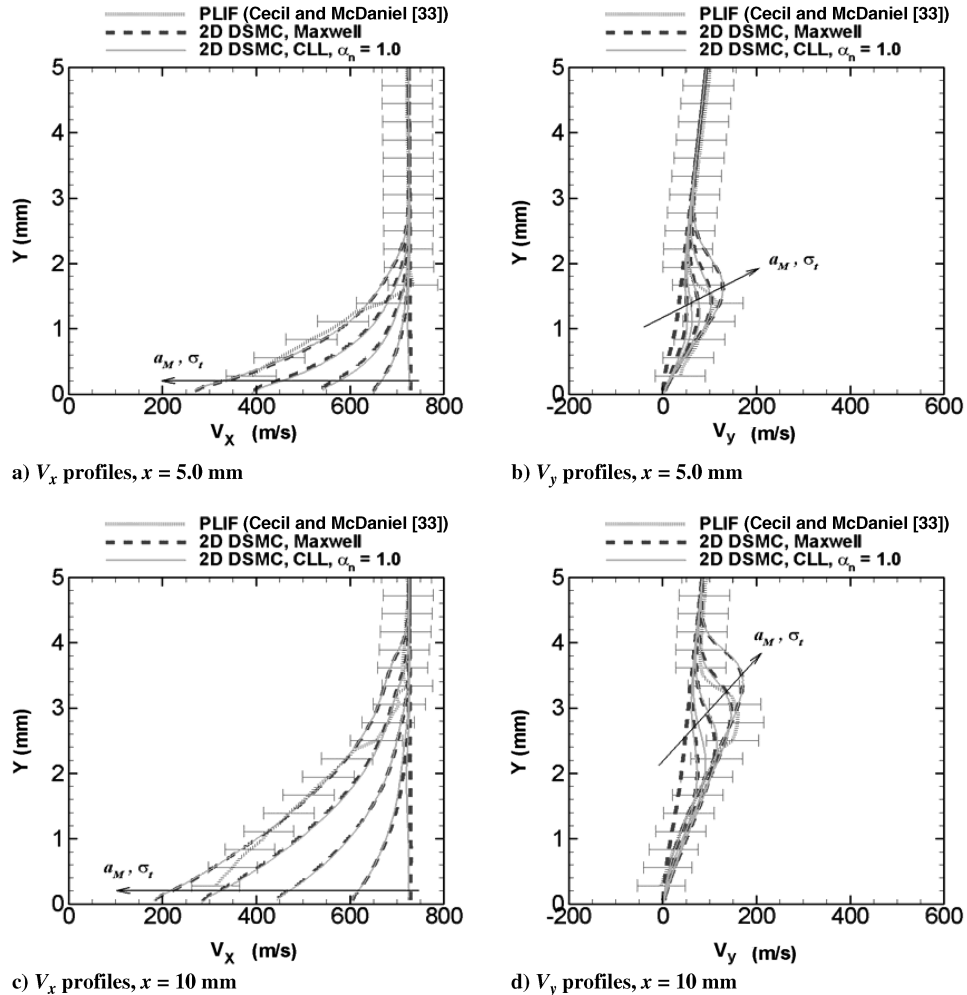 PLIF (Cecil and McDaniel [33])
2D DSMC, Maxwell
2D DSMC, CLL, αn = 1.0
5
4
3
2
1
0
Y (mm)
aM , σt
0 200 400 600 800
VX (m/s)
a) Vx profiles, x = 5.0 mm
PLIF (Cecil and McDaniel [33])
2D DSMC, Maxwell
2D DSMC, CLL, αn = 1.0
5
4
3
2
1
0
Y (mm)
aM , σt
-200 0 200 400 600
Vy (m/s)
b) Vy profiles, x = 5.0 mm
PLIF (Cecil and McDaniel [33])
2D DSMC, Maxwell
2D DSMC, CLL, αn = 1.0
5
4
3
2
1
0
Y (mm)
aM , σt
0 200 400 600 800
VX (m/s)
c) Vx profiles, x = 10 mm
PLIF (Cecil and McDaniel [33])
2D DSMC, Maxwell
2D DSMC, CLL, αn = 1.0
5
4
3
2
1
0
Y (mm)
aM , σt
-200 0 200 400 600
Vy (m/s)
d) Vy profiles, x = 10 mm